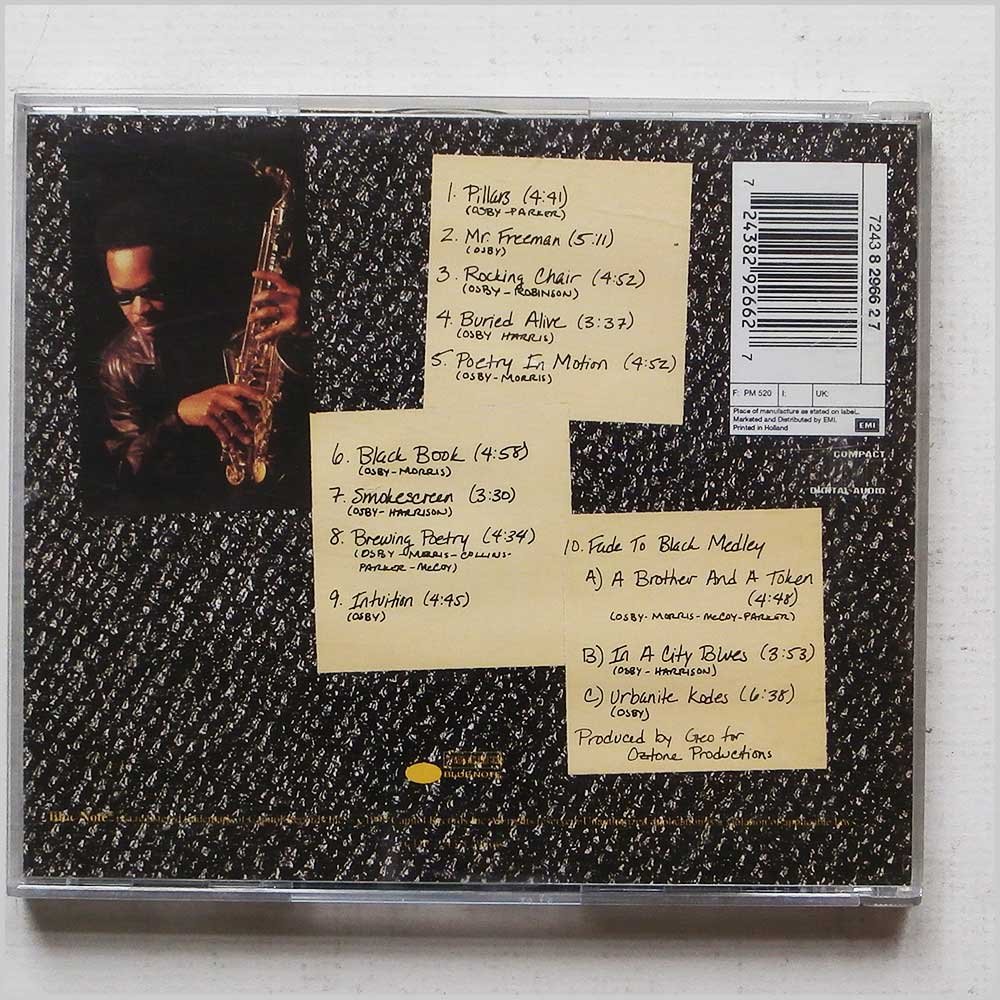 1. Pillars (4:41)
(OSBY-PARKER)
2. Mr. Freeman (5:11)
(OSBY)
3. Rocking Chair (4:52)
(OSBY-ROBINSON)
4. Buried Alive (3:37)
(OSBY HARRIS)
5. Poetry In Motion (4:52)
(OSBY-MORRIS)
6. Black Book (4:58)
(OSBY-MORRIS)
7. Smokescreen (3:30)
(OSBY-HARRISON)
8. Brewing Poetry (4:34)
(OSBY-MORRIS-COLLINS-
PARKER-McCOY)
9. Intuition (4:45)
(OSBY)
10. Fade To Black Medley
A) A Brother And A Token
(4:48)
(OSBY-MORRIS-McCOY-PARKER)
B) In A City Blues (3:53)
(OSBY-HARRISON)
C) Urbanite Kodes (6:38)
(OSBY)
Produced by Geo for
Oztone Productions
7 24382 92662 7
7243 8 29662 7
F: PM 520 I: UK:
Place of manufacture as stated on label.
Marketed and Distributed by EMI.
Printed in Holland
EMI
COMPACT
DIGITAL AUDIO
BLUE NOTE
Blue Note